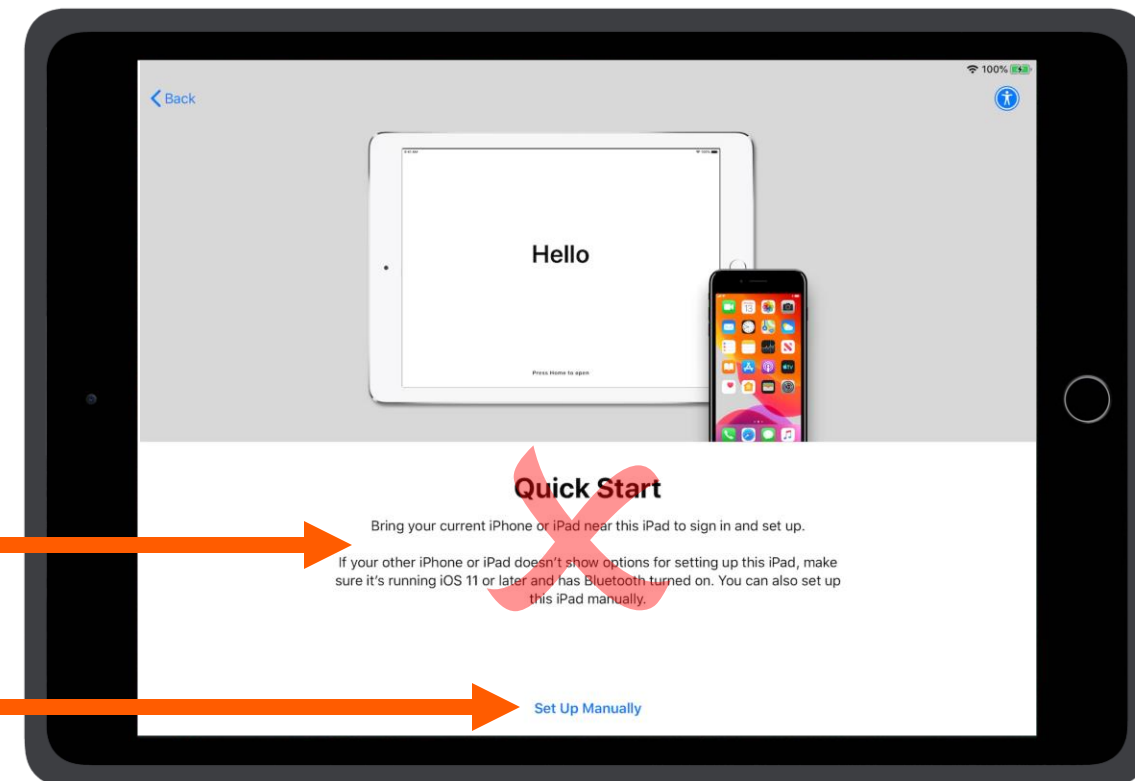 100%
Back
Hello
Press Home to open
Quick Start
Bring your current iPhone or iPad near this iPad to sign in and set up.
If your other iPhone or iPad doesn't show options for setting up this iPad, make
sure it's running iOS 11 or later and has Bluetooth turned on. You can also set up
this iPad manually.
Set Up Manually